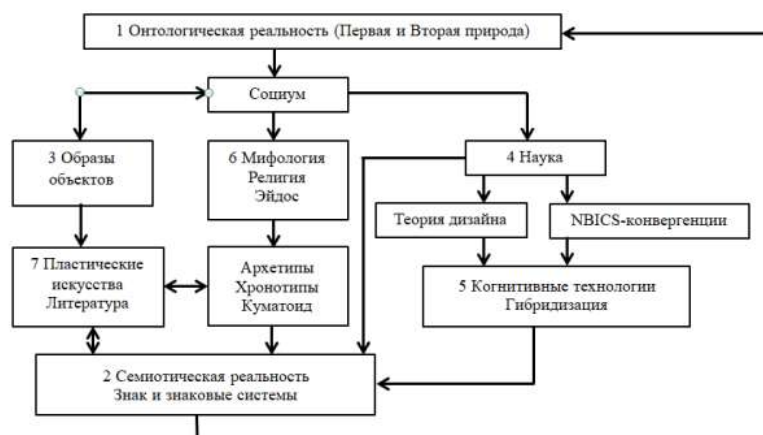 1 Онтологическая реальность (Первая и Вторая природа)
Социум
3 Образы
объектов
6 Мифология
Религия
Эйдос
4 Наука
Теория дизайна
NBICS-конвергенции
7 Пластические
искусства
Литература
Архетипы
Хронотипы
Куматоид
5 Когнитивные технологии
Гибридизация
2 Семиотическая реальность
Знак и знаковые системы